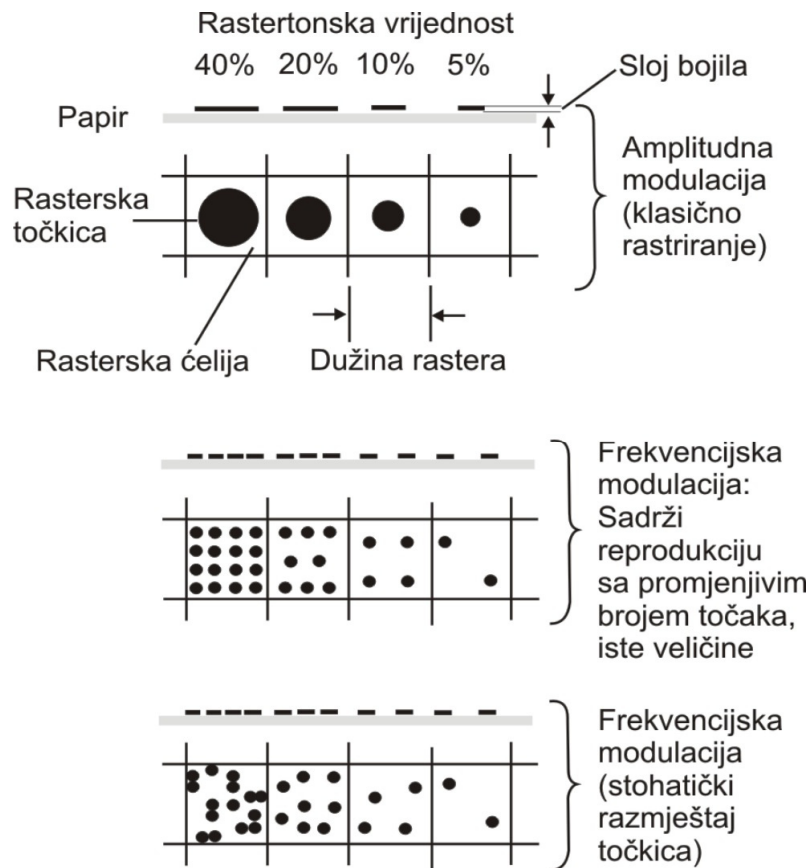 Rastertonska vrijednost
40% 20% 10% 5%
Sloj bojila
Papir
Amplitudna
modulacija
(klasično
rastriranje)
Rasterska
točkica
Rasterska ćelija
Dužina rastera
Frekvencijska
modulacija:
Sadrži
reprodukciju
sa promjenjivim
brojem točaka,
iste veličine
Frekvencijska
modulacija
(stohatički
razmještaj
točkica)